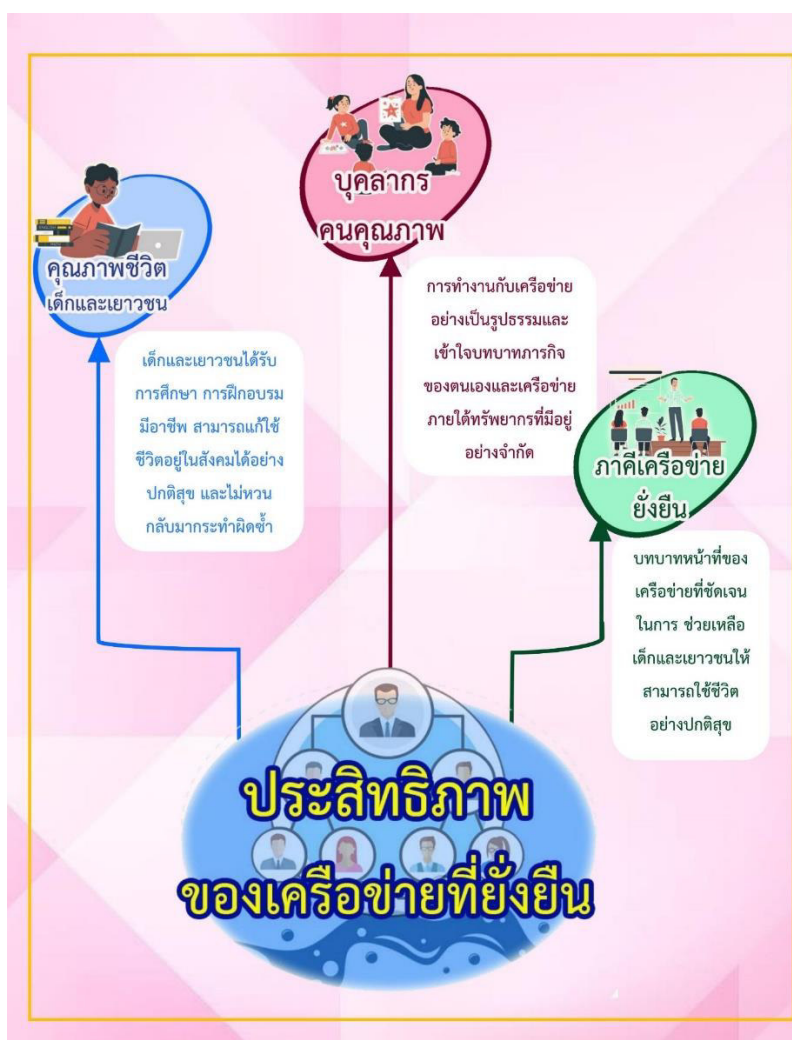 บุคลากร
คนคุณภาพ
คุณภาพชีวิต
เด็กและเยาวชน
การทำงานกับเครือข่าย
อย่างเป็นรูปธรรมและ
เข้าใจบทบาทภารกิจ
ของตนเองและเครือข่าย
ภายใต้ทรัพยากรที่มีอยู่
อย่างจำกัด
เด็กและเยาวชนได้รับ
การศึกษา การฝึกอบรม
มีอาชีพ สามารถแก้ใช้
ชีวิตอยู่ในสังคมได้อย่าง
ปกติสุข และไม่หวน
กลับมากระทำผิดซ้ำ
ภาคีเครือข่าย
ยั่งยืน
บทบาทหน้าที่ของ
เครือข่ายที่ชัดเจน
ในการ ช่วยเหลือ
เด็กและเยาวชนให้
สามารถใช้ชีวิต
อย่างปกติสุข
ประสิทธิภาพ
ของเครือข่ายที่ยั่งยืน